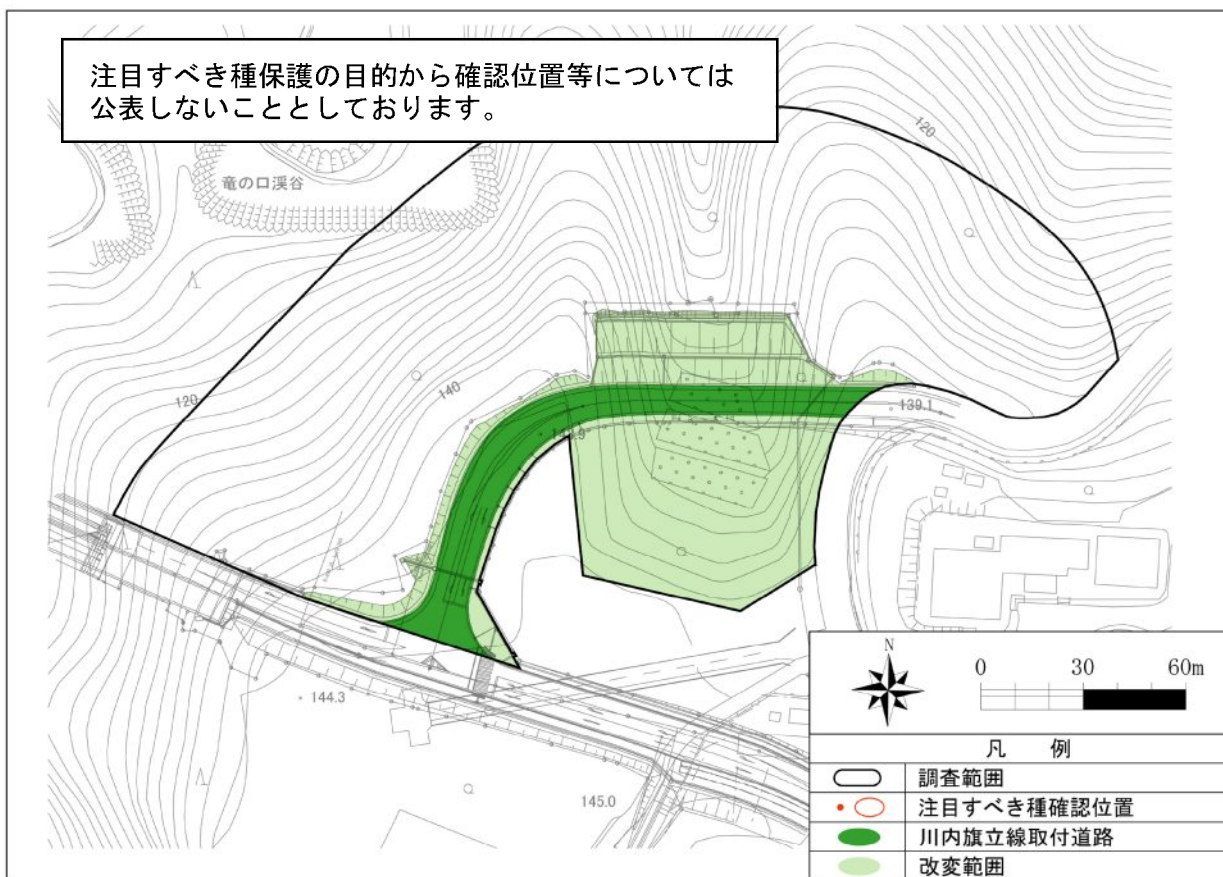 注目すべき種保護の目的から確認位置等については
公表しないこととしております。
竜の口渓谷
120
140
120
139.1
144.3
145.0
N
0 30 60m
凡 例
調査範囲
注目すべき種確認位置
川内旗立線取付道路
改変範囲